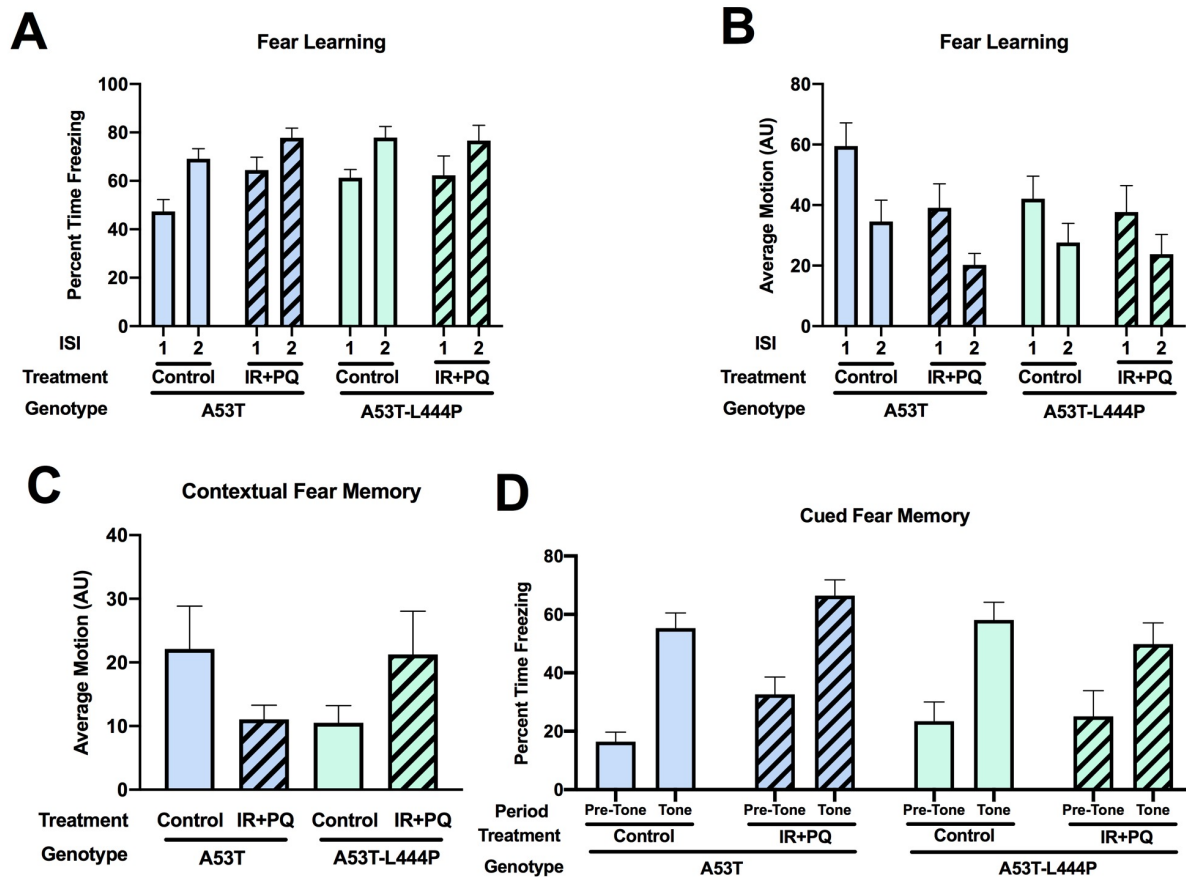 A
Fear Learning
Percent Time Freezing
100
80
60
40
20
0
ISI 1 2 1 2 1 2 1 2
Treatment Control IR+PQ Control IR+PQ
Genotype A53T A53T-L444P
B
Fear Learning
Average Motion (AU)
80
60
40
20
0
ISI 1 2 1 2 1 2 1 2
Treatment Control IR+PQ Control IR+PQ
Genotype A53T A53T-L444P
C
Contextual Fear Memory
Average Motion (AU)
40
30
20
10
0
Treatment Control IR+PQ Control IR+PQ
Genotype A53T A53T-L444P
D
Cued Fear Memory
Percent Time Freezing
80
60
40
20
0
Period Pre-Tone Tone Pre-Tone Tone Pre-Tone Tone Pre-Tone Tone
Treatment Control IR+PQ Control IR+PQ
Genotype A53T A53T-L444P